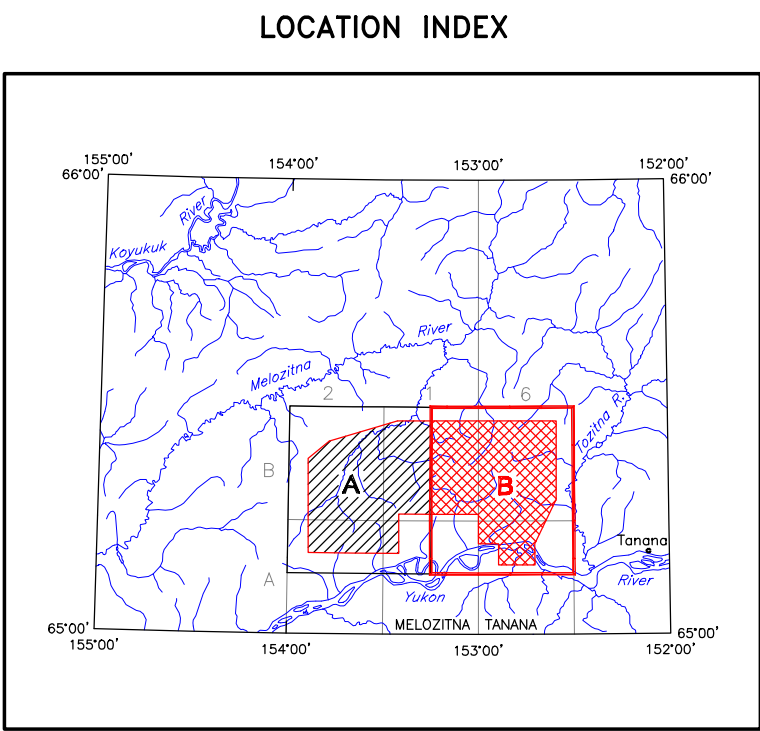 LOCATION INDEX
155°00'
154°00'
153°00'
152°00'
66°00'
66°00'
River
Koyukuk
River
Melozitna
2
1
6
Tozitna R.
B
A
B
Tanana
A
River
Yukon
MELOZITNA
TANANA
65°00'
65°00'
155°00'
154°00'
153°00'
152°00'